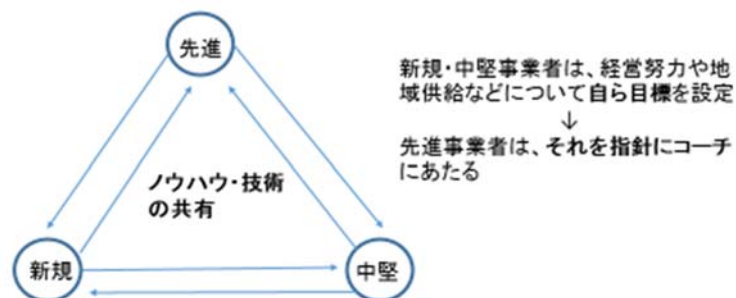 先進
新規・中堅事業者は、経営努力や地
域供給などについて自ら目標を設定
↓
先進事業者は、それを指針にコーチ
にあたる
ノウハウ・技術
の共有
新規
中堅